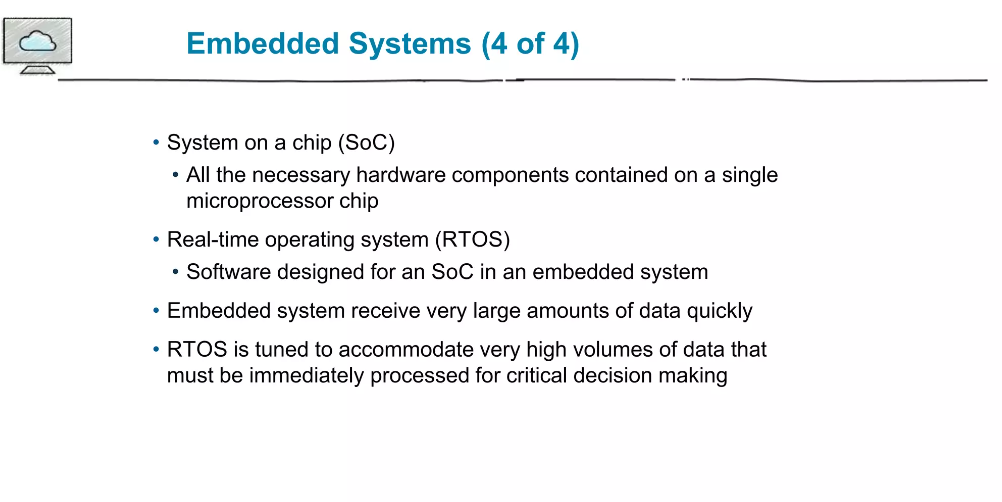 Embedded Systems (4 of 4)
• System on a chip (SoC)
• All the necessary hardware components contained on a single
microprocessor chip
• Real-time operating system (RTOS)
• Software designed for an SoC in an embedded system
• Embedded system receive very large amounts of data quickly
• RTOS is tuned to accommodate very high volumes of data that
must be immediately processed for critical decision making